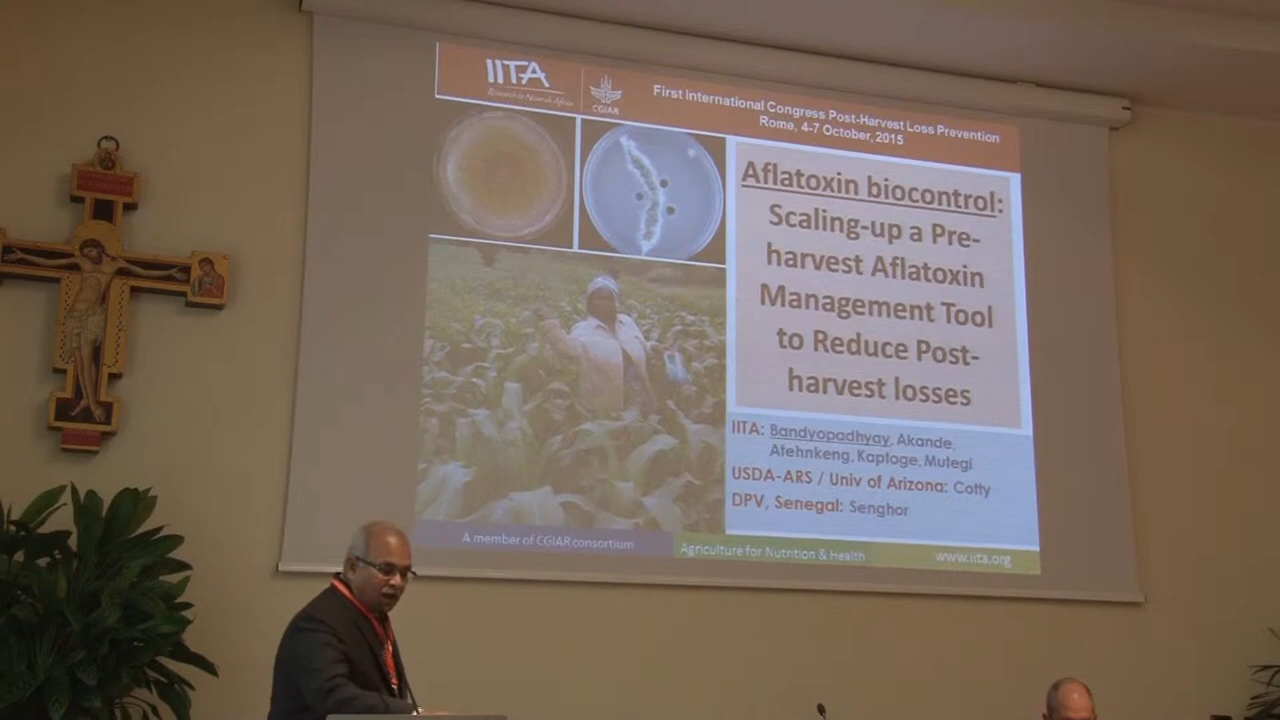 IITA
Research to Nourish Africa
CGIAR
First International Congress Post-Harvest Loss Prevention
Rome, 4-7 October, 2015
Aflatoxin biocontrol:
Scaling-up a Pre-
harvest Aflatoxin
Management Tool
to Reduce Post-
harvest losses
IITA: Bandyopadhyay, Akande,
Atehnkeng, Kaptoge, Mutegi
USDA-ARS / Univ of Arizona: Cotty
DPV, Senegal: Senghor
A member of CGIAR consortium
Agriculture for Nutrition & Health
www.iita.org